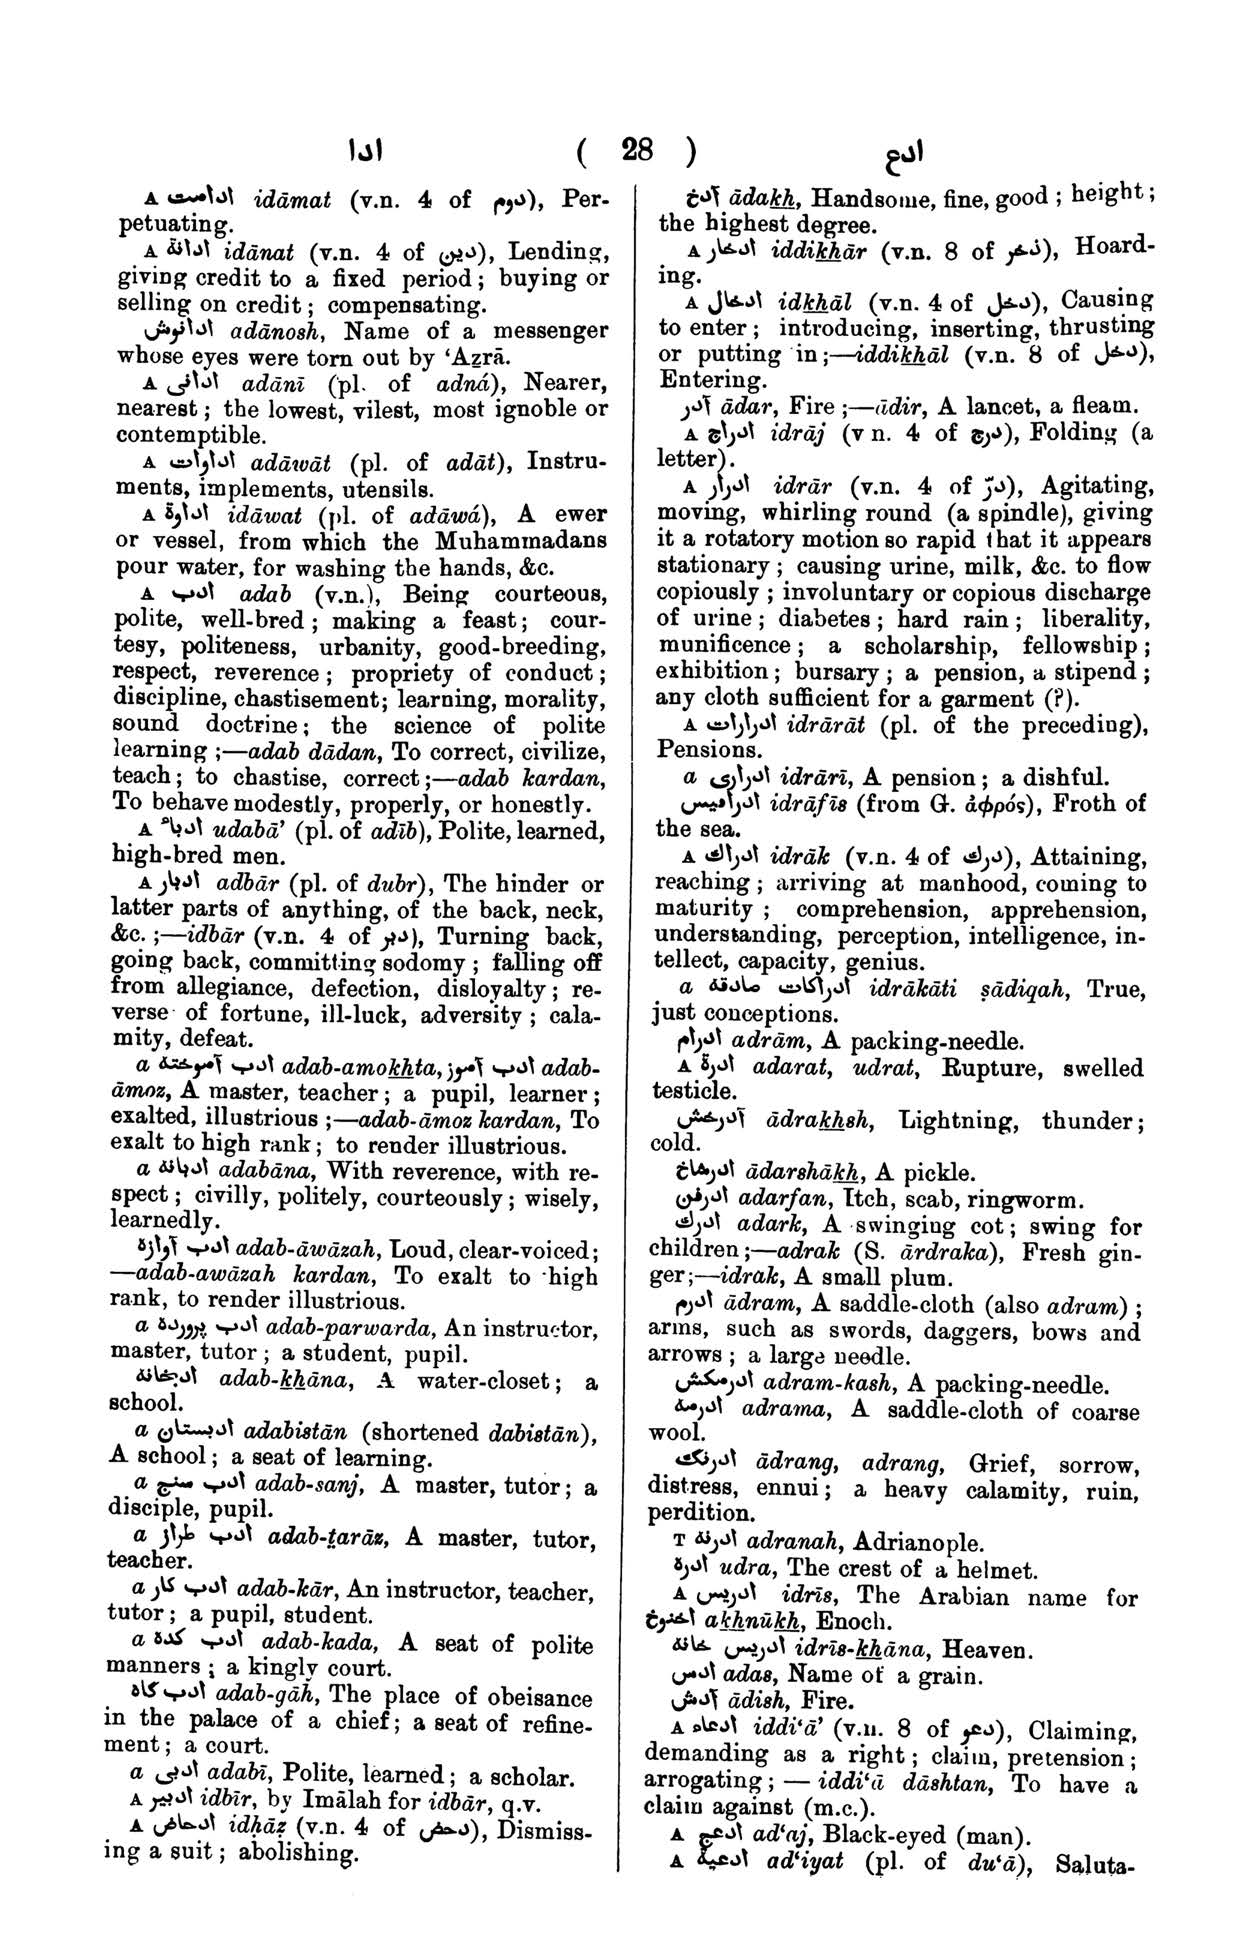 ادا ( 28 ) ادع
A ادامت idāmat (v.n. 4 of دوم), Per-
petuating.
A ادانة idānat (v.n. 4 of دين), Lending,
giving credit to a fixed period; buying or
selling on credit; compensating.
ادانوش adānosh, Name of a messenger
whose eyes were torn out by ‘Aẕrā.
A ادانى adānī (pl. of adná), Nearer,
nearest; the lowest, vilest, most ignoble or
contemptible.
A اداوات adāwāt (pl. of adāt), Instru-
ments, implements, utensils.
A اداوة idāwat (pl. of adāwá), A ewer
or vessel, from which the Muhammadans
pour water, for washing the hands, &c.
A ادب adab (v.n.), Being courteous,
polite, well-bred; making a feast; cour-
tesy, politeness, urbanity, good-breeding,
respect, reverence; propriety of conduct;
discipline, chastisement; learning, morality,
sound doctrine; the science of polite
learning;—adab dādan, To correct, civilize,
teach; to chastise, correct;—adab kardan,
To behave modestly, properly, or honestly.
A ادباء udabā’ (pl. of adīb), Polite, learned,
high-bred men.
A ادبار adbār (pl. of dubr), The hinder or
latter parts of anything, of the back, neck,
&c.;—idbār (v.n. 4 of دبر), Turning back,
going back, committing sodomy; falling off
from allegiance, defection, disloyalty; re-
verse of fortune, ill-luck, adversity; cala-
mity, defeat.
a ادب آموخته adab-amokhta, ادب آموز adab-
āmoz, A master, teacher; a pupil, learner;
exalted, illustrious;—adab-āmoz kardan, To
exalt to high rank; to render illustrious.
a ادبانه adabāna, With reverence, with re-
spect; civilly, politely, courteously; wisely,
learnedly.
ادب آوازه adab-āwāzah, Loud, clear-voiced;
—adab-awāzah kardan, To exalt to high
rank, to render illustrious.
a ادب پرورده adab-parwarda, An instructor,
master, tutor; a student, pupil.
ادبخانه adab-khāna, A water-closet; a
school.
a ادبستان adabistān (shortened dabistān),
A school; a seat of learning.
a ادب سنج adab-sanj, A master, tutor; a
disciple, pupil.
a ادب طراز adab-t̤arāz, A master, tutor,
teacher.
a ادب كار adab-kār, An instructor, teacher,
tutor; a pupil, student.
a ادب كده adab-kada, A seat of polite
manners; a kingly court.
ادب گاه adab-gāh, The place of obeisance
in the palace of a chief; a seat of refine-
ment; a court.
a ادبى adabī, Polite, learned; a scholar.
A ادبير idbīr, by Imālah for idbār, q.v.
A ادحاض idḥāẓ (v.n. 4 of دحض), Dismiss-
ing a suit; abolishing.
آدخ ādakh, Handsome, fine, good; height;
the highest degree.
A ادخار iddikhār (v.n. 8 of ذخر), Hoard-
ing.
A ادخال idkhāl (v.n. 4 of دخل), Causing
to enter; introducing, inserting, thrusting
or putting in;—iddikhāl (v.n. 8 of دخل),
Entering.
آدر ādar, Fire;—ādir, A lancet, a fleam.
A ادراج idrāj (v n. 4 of درج), Folding (a
letter).
A ادرار idrār (v.n. 4 of درّ), Agitating,
moving, whirling round (a spindle), giving
it a rotatory motion so rapid that it appears
stationary; causing urine, milk, &c. to flow
copiously; involuntary or copious discharge
of urine; diabetes; hard rain; liberality,
munificence; a scholarship, fellowship;
exhibition; bursary; a pension, a stipend;
any cloth sufficient for a garment (?).
A ادرارات idrārāt (pl. of the preceding),
Pensions.
a ادرارى idrārī, A pension; a dishful.
ادرافيس idrāfīs (from G. ἀφρός), Froth of
the sea.
A ادراك idrāk (v.n. 4 of درك), Attaining,
reaching; arriving at manhood, coming to
maturity; comprehension, apprehension,
understanding, perception, intelligence, in-
tellect, capacity, genius.
a ادراكات صادقه idrākāti ṣādiqah, True,
just conceptions.
ادرام adrām, A packing-needle.
A ادرة adarat, udrat, Rupture, swelled
testicle.
آدرخش ādrakhsh, Lightning, thunder;
cold.
ادرشاخ ādarshākh, A pickle.
ادرفن adarfan, Itch, scab, ringworm.
ادرك adark, A swinging cot; swing for
children;—adrak (S. ārdraka), Fresh gin-
ger;—idrak, A small plum.
ادرم ādram, A saddle-cloth (also adram);
arms, such as swords, daggers, bows and
arrows; a large needle.
ادرمكش adram-kash, A packing-needle.
ادرمه adrama, A saddle-cloth of coarse
wool.
ادرنگ ādrang, adrang, Grief, sorrow,
distress, ennui; a heavy calamity, ruin,
perdition.
T ادرنه adranah, Adrianople.
ادره udra, The crest of a helmet.
A ادريس idrīs, The Arabian name for
اخنوخ akhnūkh, Enoch.
ادريس خانه idrīs-khāna, Heaven.
ادس adas, Name of a grain.
آدش ādish, Fire.
A ادعاء iddi‘ā’ (v.n. 8 of دعو), Claiming,
demanding as a right; claim, pretension;
arrogating; — iddi‘ā dāshtan, To have a
claim against (m.c.).
A ادعج ad‘aj, Black-eyed (man).
A ادعية ad‘iyat (pl. of du‘ā), Saluta-